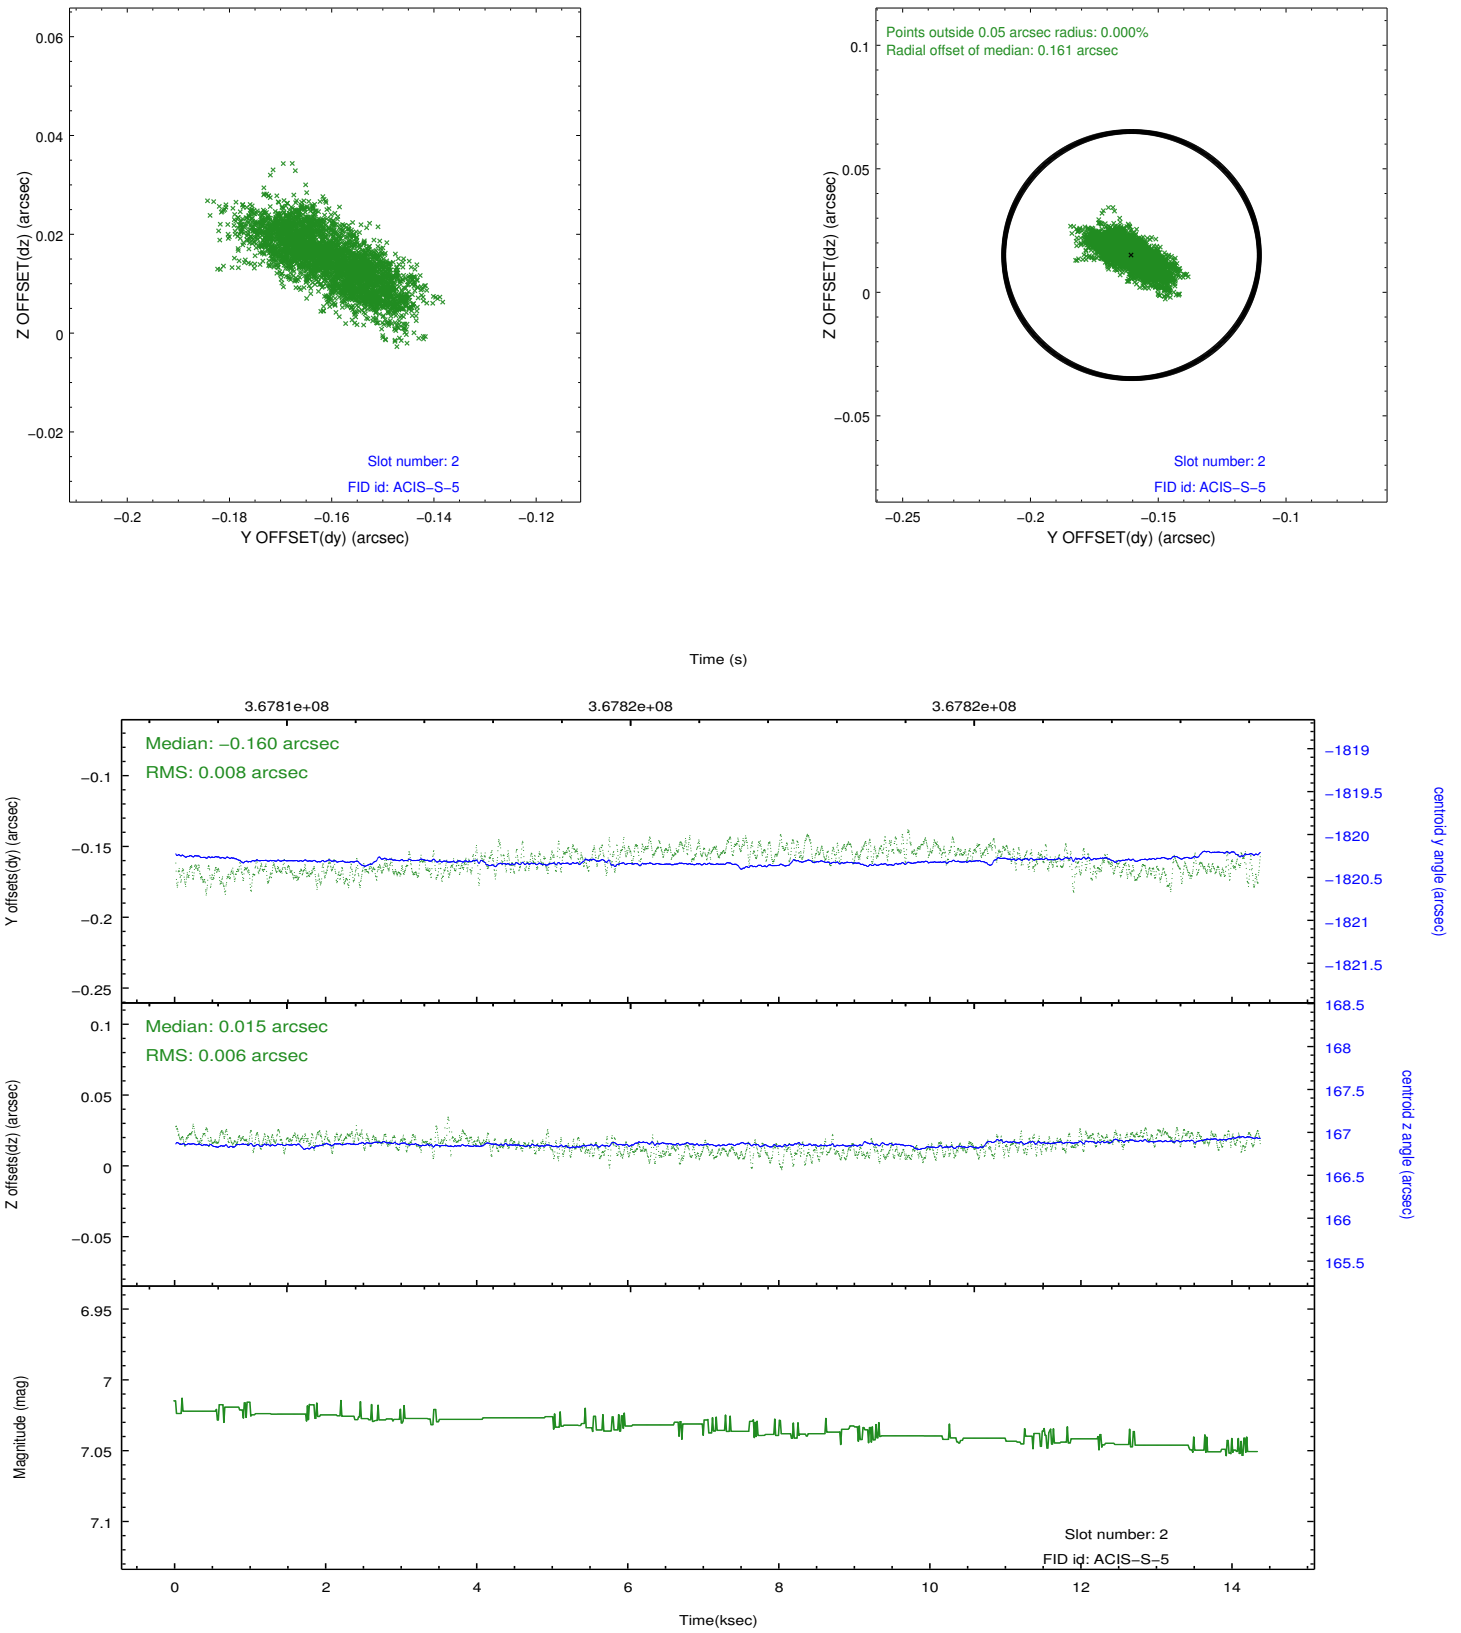 0.06
0.04
0.02
0
−0.02
Z OFFSET(dz) (arcsec)
Slot number: 2
FID id: ACIS−S−5
−0.2
−0.18
−0.16
−0.14
−0.12
Y OFFSET(dy) (arcsec)
Points outside 0.05 arcsec radius: 0.000%
Radial offset of median: 0.161 arcsec
0.1
0.05
0
−0.05
Z OFFSET(dz) (arcsec)
Slot number: 2
FID id: ACIS−S−5
−0.25
−0.2
−0.15
−0.1
Y OFFSET(dy) (arcsec)
Time (s)
3.6781e+08
3.6782e+08
3.6782e+08
Median: −0.160 arcsec
RMS: 0.008 arcsec
−0.1
−0.15
−0.2
−0.25
Y offsets(dy) (arcsec)
−1819
−1819.5
−1820
−1820.5
−1821
−1821.5
centroid y angle (arcsec)
Median: 0.015 arcsec
RMS: 0.006 arcsec
0.1
0.05
0
−0.05
Z offsets(dz) (arcsec)
168.5
168
167.5
167
166.5
166
165.5
centroid z angle (arcsec)
6.95
7
7.05
7.1
Magnitude (mag)
Slot number: 2
FID id: ACIS−S−5
0
2
4
6
8
10
12
14
Time(ksec)